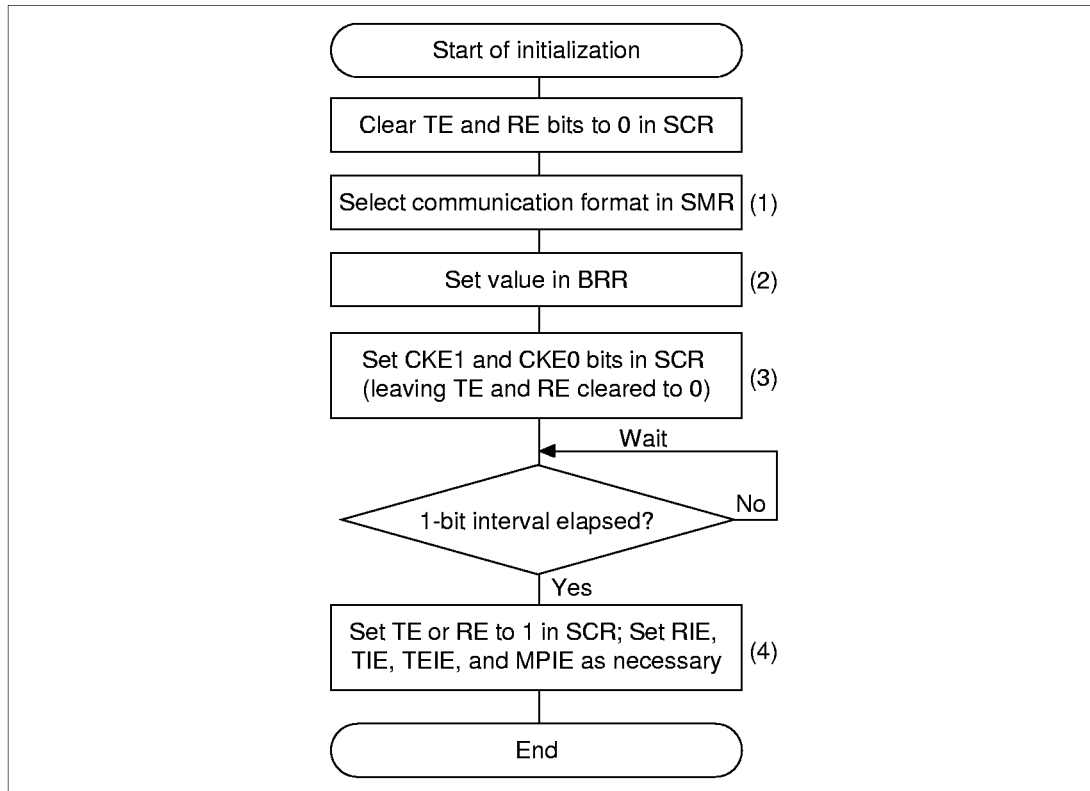 Start of initialization
Clear TE and RE bits to 0 in SCR
Select communication format in SMR (1)
Set value in BRR (2)
Set CKE1 and CKE0 bits in SCR
(leaving TE and RE cleared to 0)
(3)
Wait
1-bit interval elapsed?
No
Yes
Set TE or RE to 1 in SCR; Set RIE,
TIE, TEIE, and MPIE as necessary
(4)
End